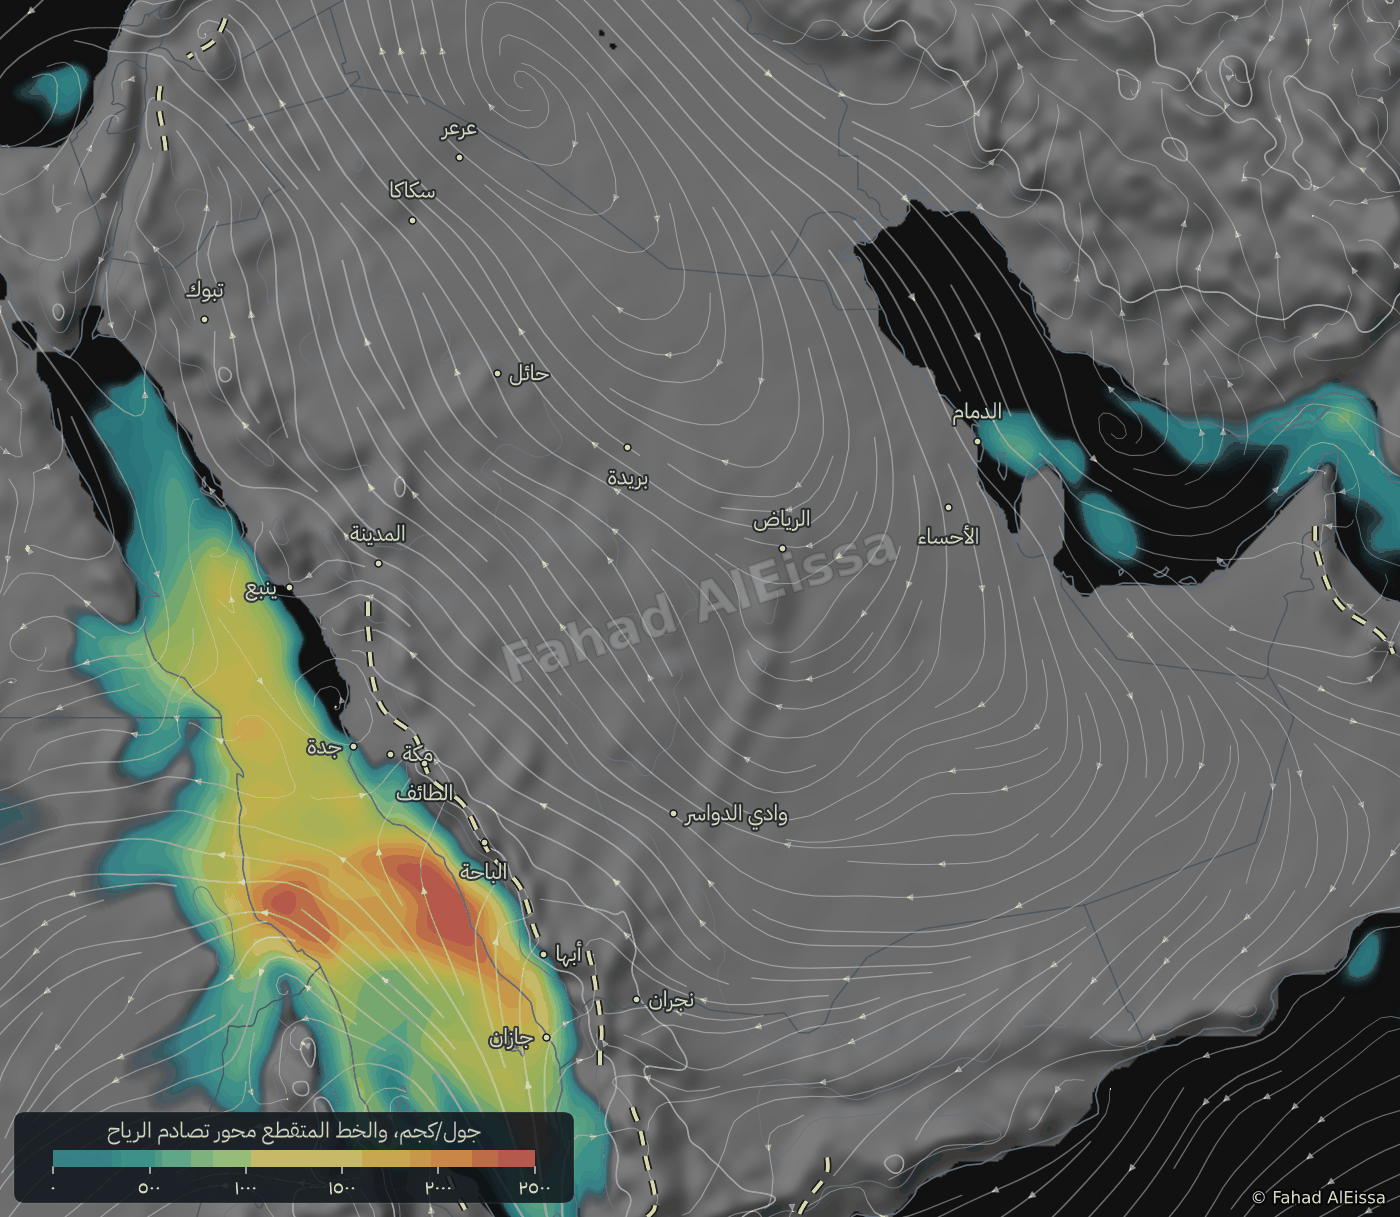 عرعر
سكاكا
تبوك
حائل
الدمام
بريدة
الرياض
الأحساء
المدينة
ينبع
Fahad AlEissa
جدة
مكة
الطائف
وادي الدواسر
الباحة
أبها
نجران
جازان
جول/كجم، والخط المتقطع محور تصادم الرياح
٠ ٥٠٠ ١٠٠٠ ١٥٠٠ ٢٠٠٠ ٢٥٠٠
© Fahad AlEissa